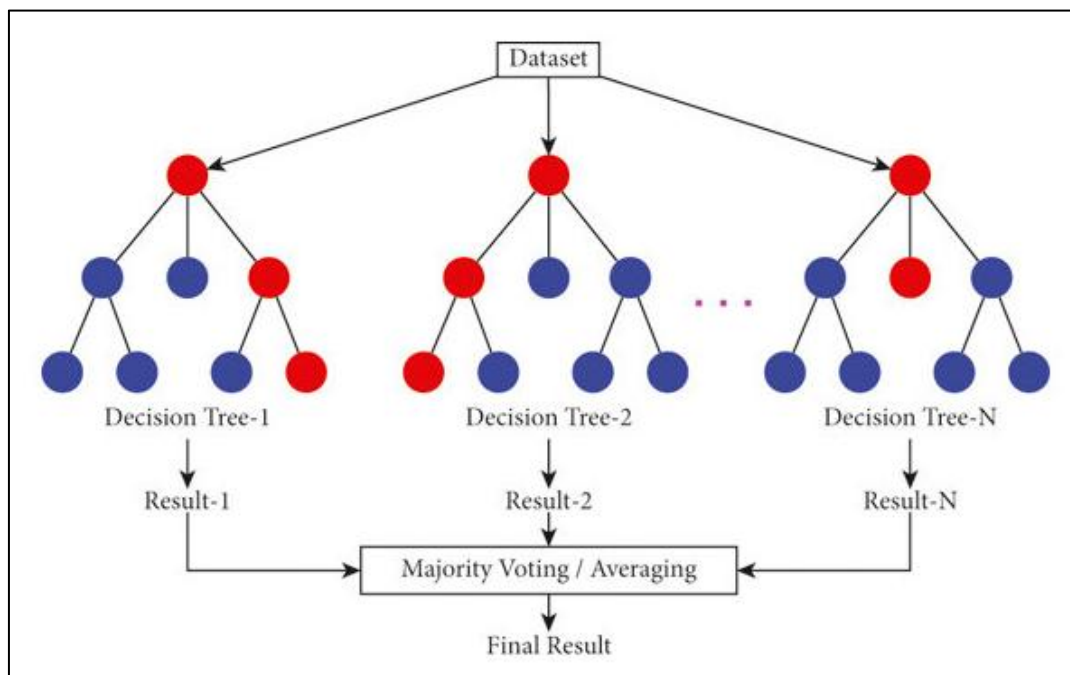 Dataset
Decision Tree-1
Decision Tree-2
Decision Tree-N
Result-1
Result-2
Result-N
Majority Voting / Averaging
Final Result